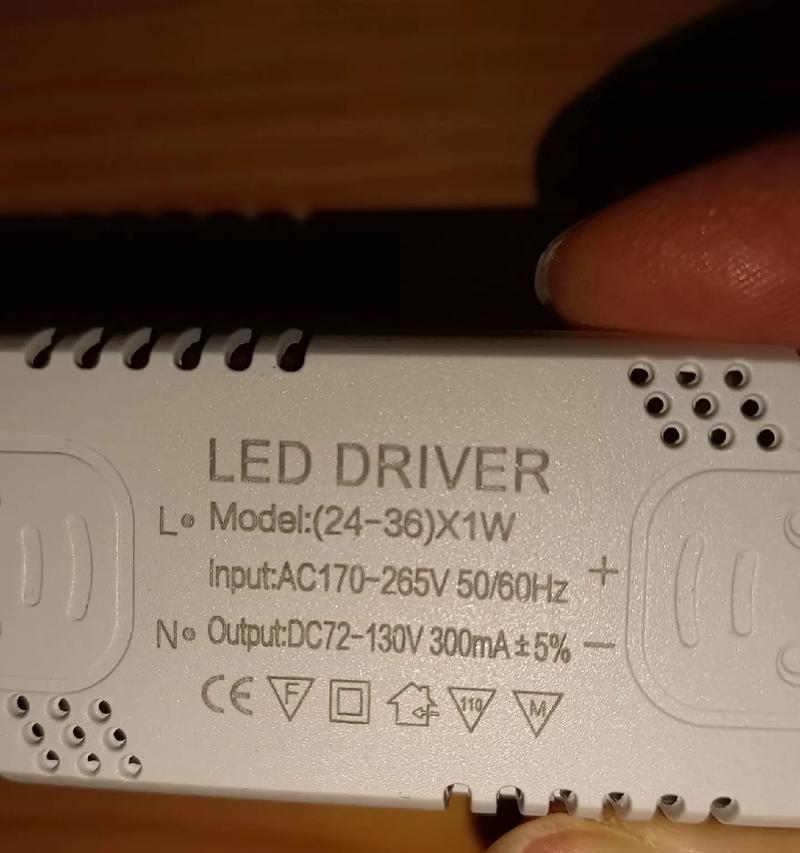 LED DRIVER
L Model:(24-36)X1W
Input:AC170-265V 50/60Hz +
N Output:DC72-130V 300mA±5% -
CE F 110 M